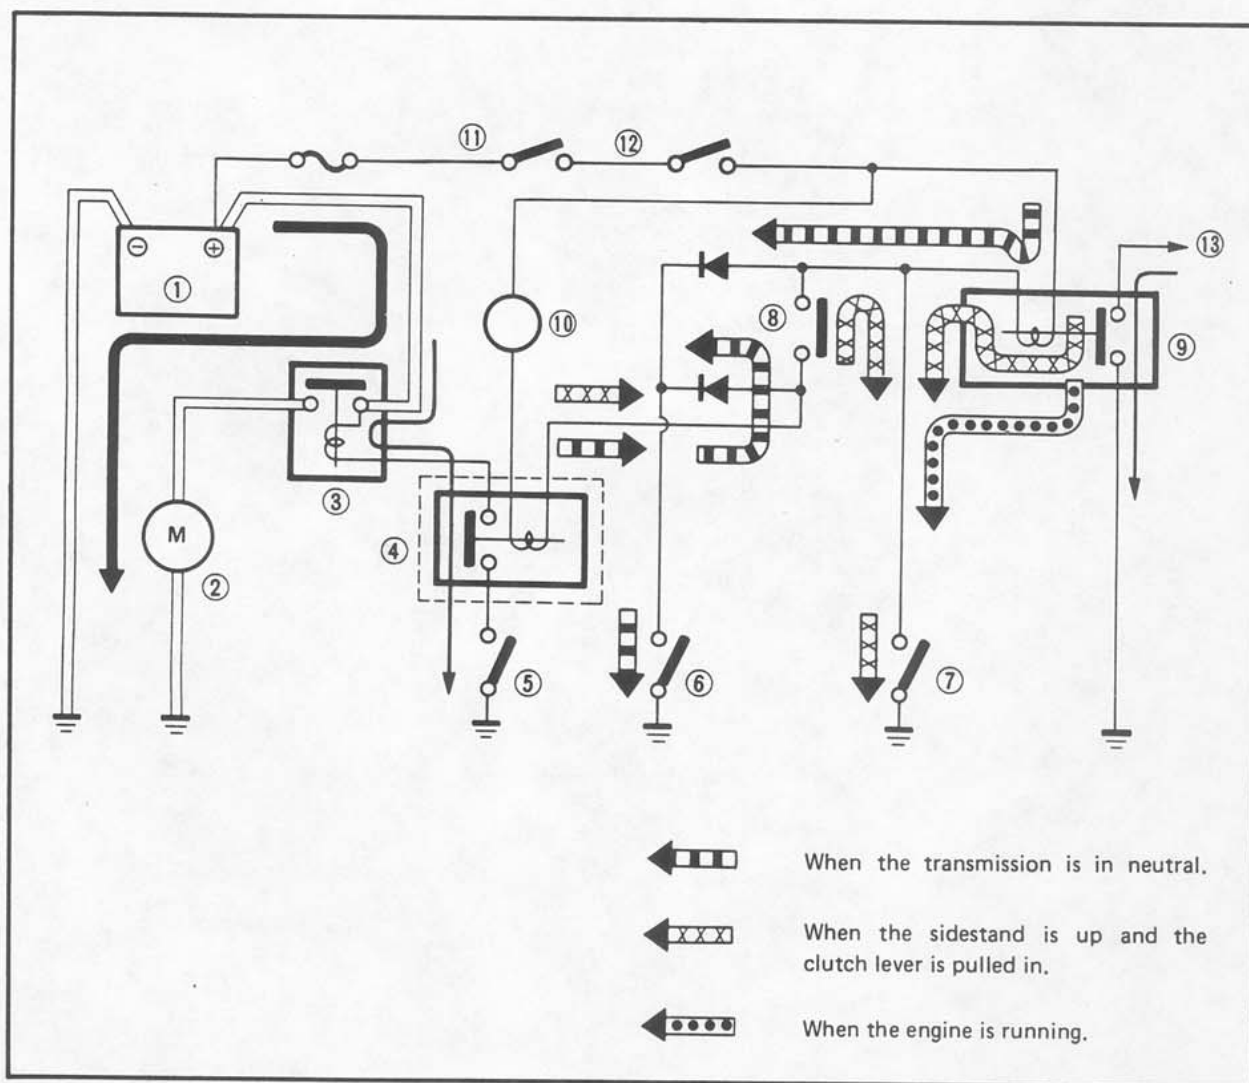 ⑪ ⑫
⊖ ⊕ ⑬
①
⑧
⑩ ⑨
③
④
M
②
⑤ ⑥ ⑦
When the transmission is in neutral.
When the sidestand is up and the
clutch lever is pulled in.
When the engine is running.